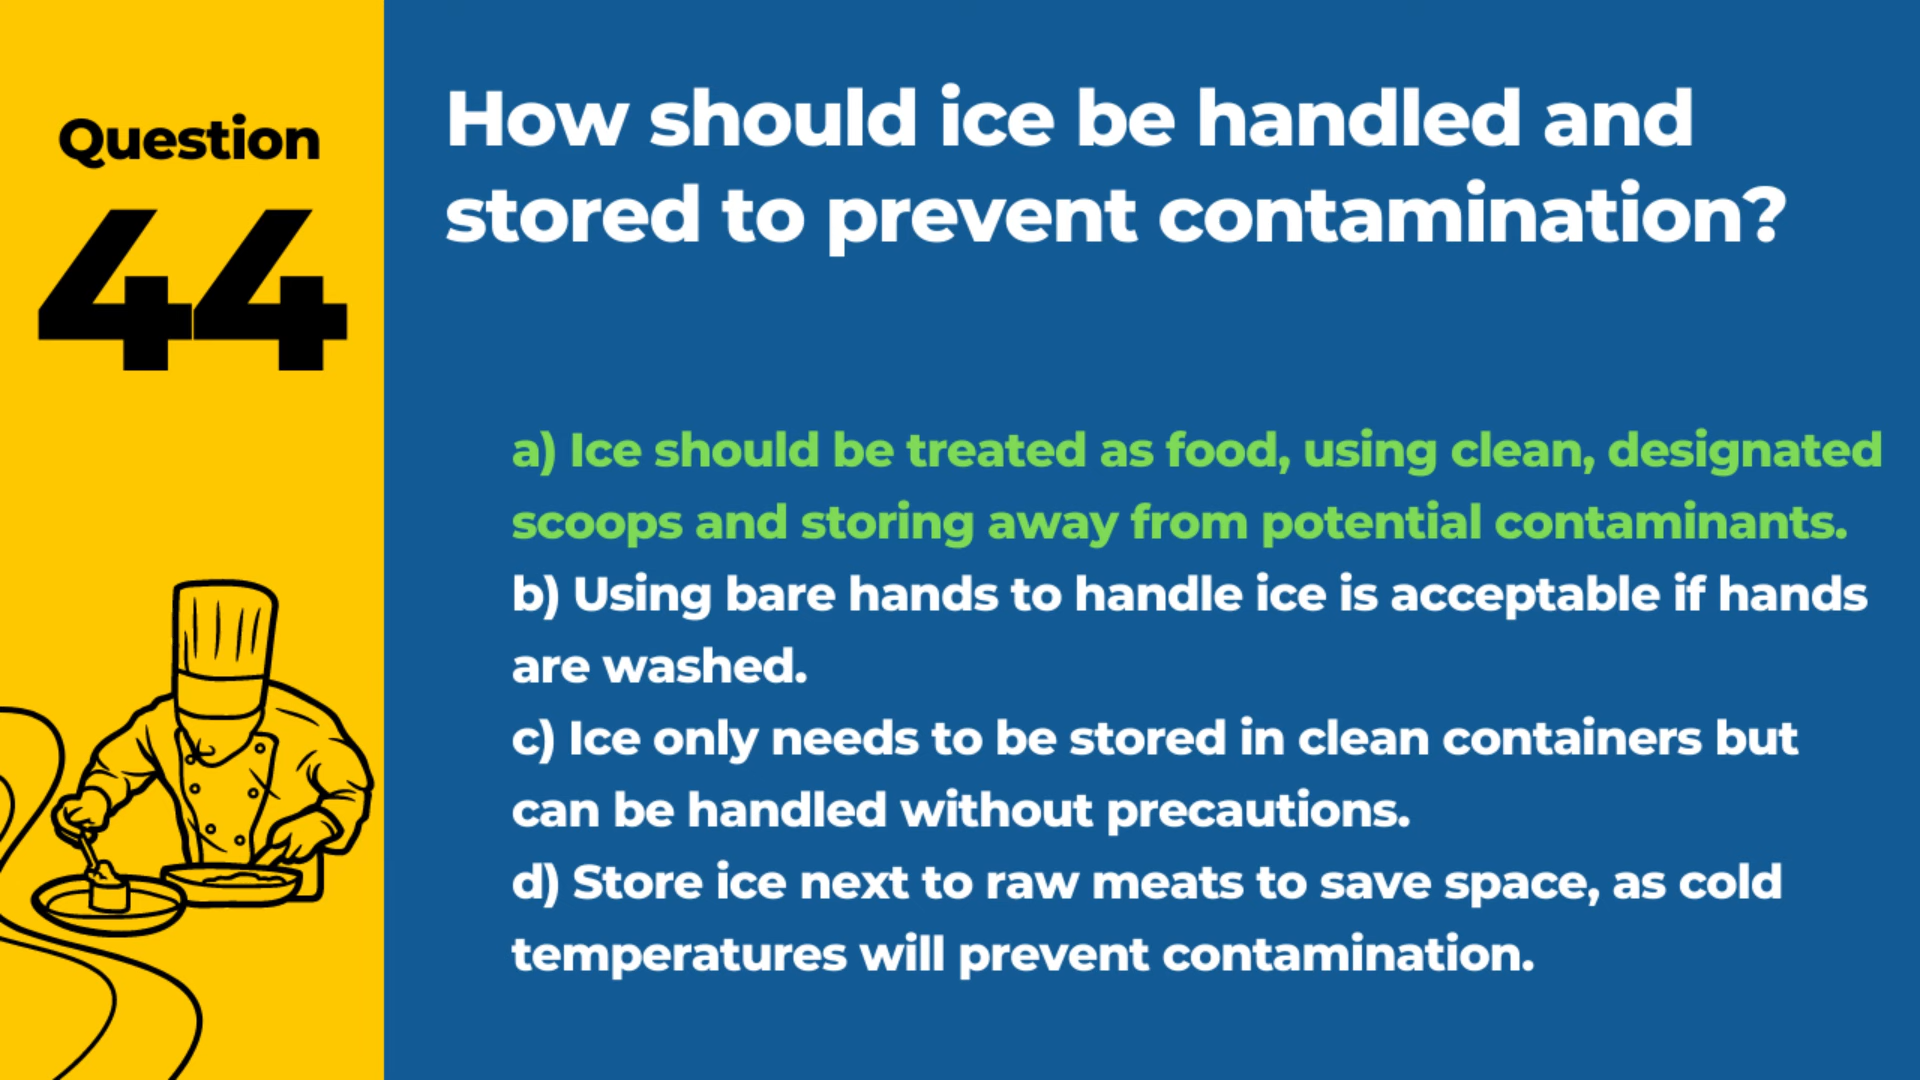 Question
44
How should ice be handled and
stored to prevent contamination?
a) Ice should be treated as food, using clean, designated
scoops and storing away from potential contaminants.
b) Using bare hands to handle ice is acceptable if hands
are washed.
c) Ice only needs to be stored in clean containers but
can be handled without precautions.
d) Store ice next to raw meats to save space, as cold
temperatures will prevent contamination.